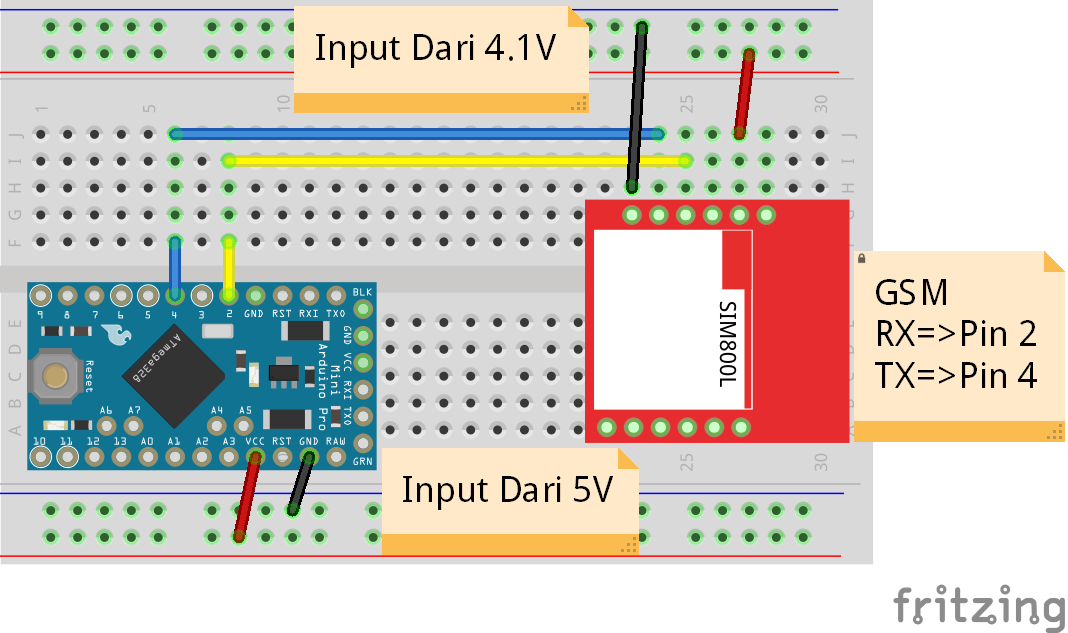 Input Dari 4.1V
1 5 10 25 30
J J
I I
H H
G G
F F
9 8 7 6 5 4 3 2 GND RST RXI TXO BLK
GND
VCC
RXI
TXO
GRN
E E
D
C
B
A A
ATmega328
Reset
Arduino Pro
Mini
A6 A7 A4 A5
10 11 12 13 A0 A1 A2 A3 VCC RST GND RAW
SIM800L
GSM
RX=>Pin 2
TX=>Pin 4
25 30
Input Dari 5V
fritzing